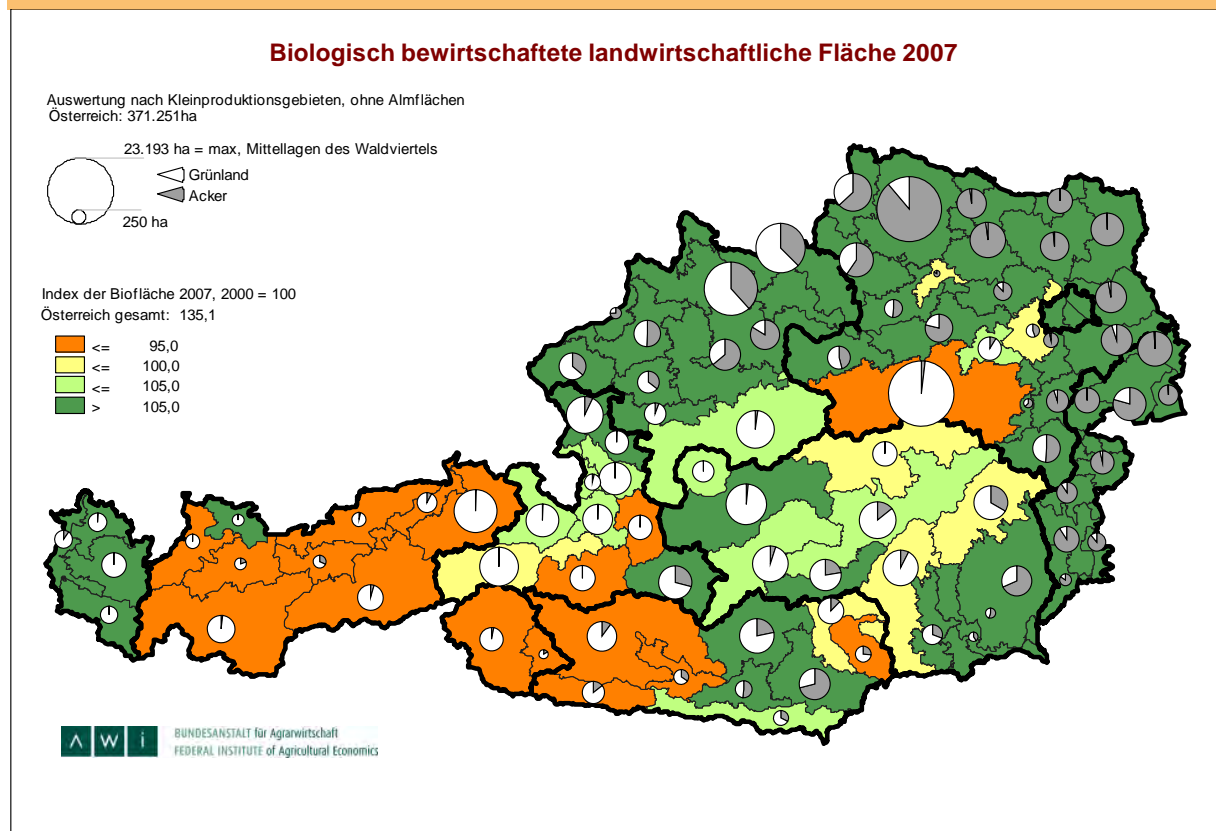 Biologisch bewirtschaftete landwirtschaftliche Fläche 2007
Auswertung nach Kleinproduktionsgebieten, ohne Almflächen
Österreich: 371.251ha
23.193 ha = max, Mittellagen des Waldviertels
Grünland
Acker
250 ha
Index der Biofläche 2007, 2000 = 100
Österreich gesamt: 135,1
<= 95,0
<= 100,0
<= 105,0
> 105,0
AWi BUNDESANSTALT für Agrarwirtschaft
FEDERAL INSTITUTE of Agricultural Economics